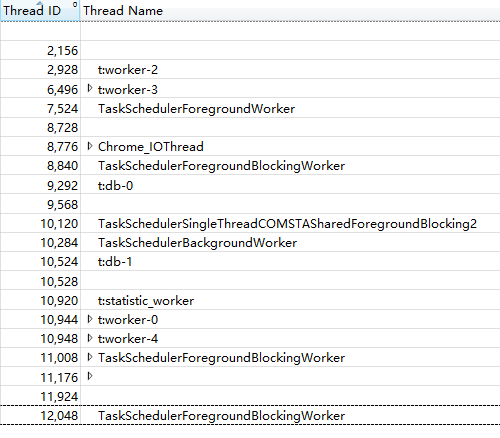 Thread ID 0 Thread Name
2,156
2,928 t:worker-2
6,496 t:worker-3
7,524 TaskSchedulerForegroundWorker
8,728
8,776 Chrome_IOThread
8,840 TaskSchedulerForegroundBlockingWorker
9,292 t:db-0
9,568
10,120 TaskSchedulerSingleThreadCOMSTASharedForegroundBlocking2
10,284 TaskSchedulerBackgroundWorker
10,524 t:db-1
10,528
10,920 t:statistic_worker
10,944 t:worker-0
10,948 t:worker-4
11,008 TaskSchedulerForegroundBlockingWorker
11,176
11,924
12,048 TaskSchedulerForegroundBlockingWorker